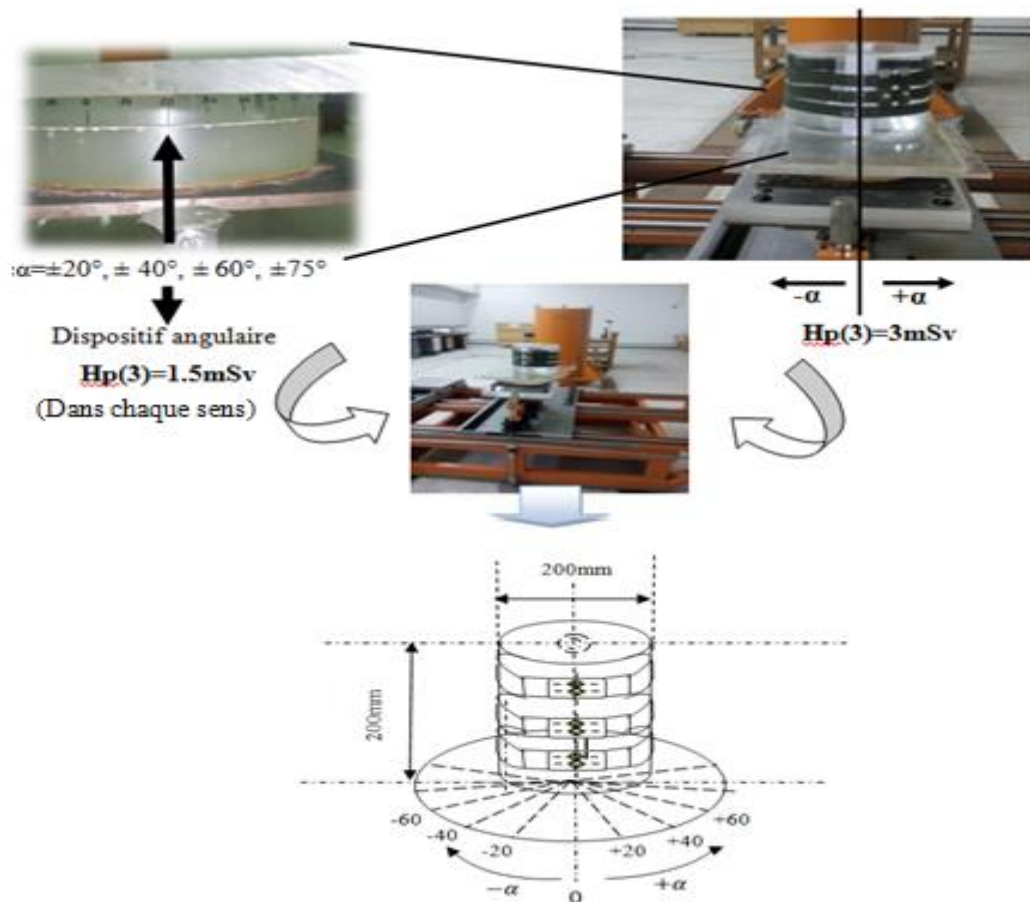 α=±20°, ± 40°, ± 60°, ±75°
Dispositif angulaire
Hp(3)=1.5mSv
(Dans chaque sens)
-α +α
Hp(3)=3mSv
200mm
200mm
-60 +60
-40 +40
-20 +20
−α 0 +α